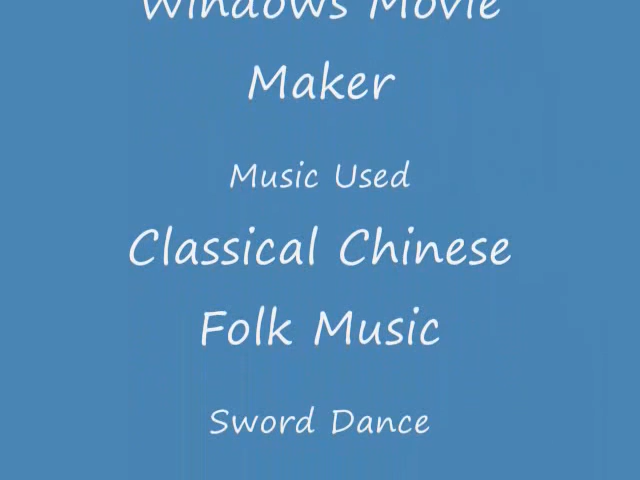 Windows Movie
Maker
Music Used
Classical Chinese
Folk Music
Sword Dance